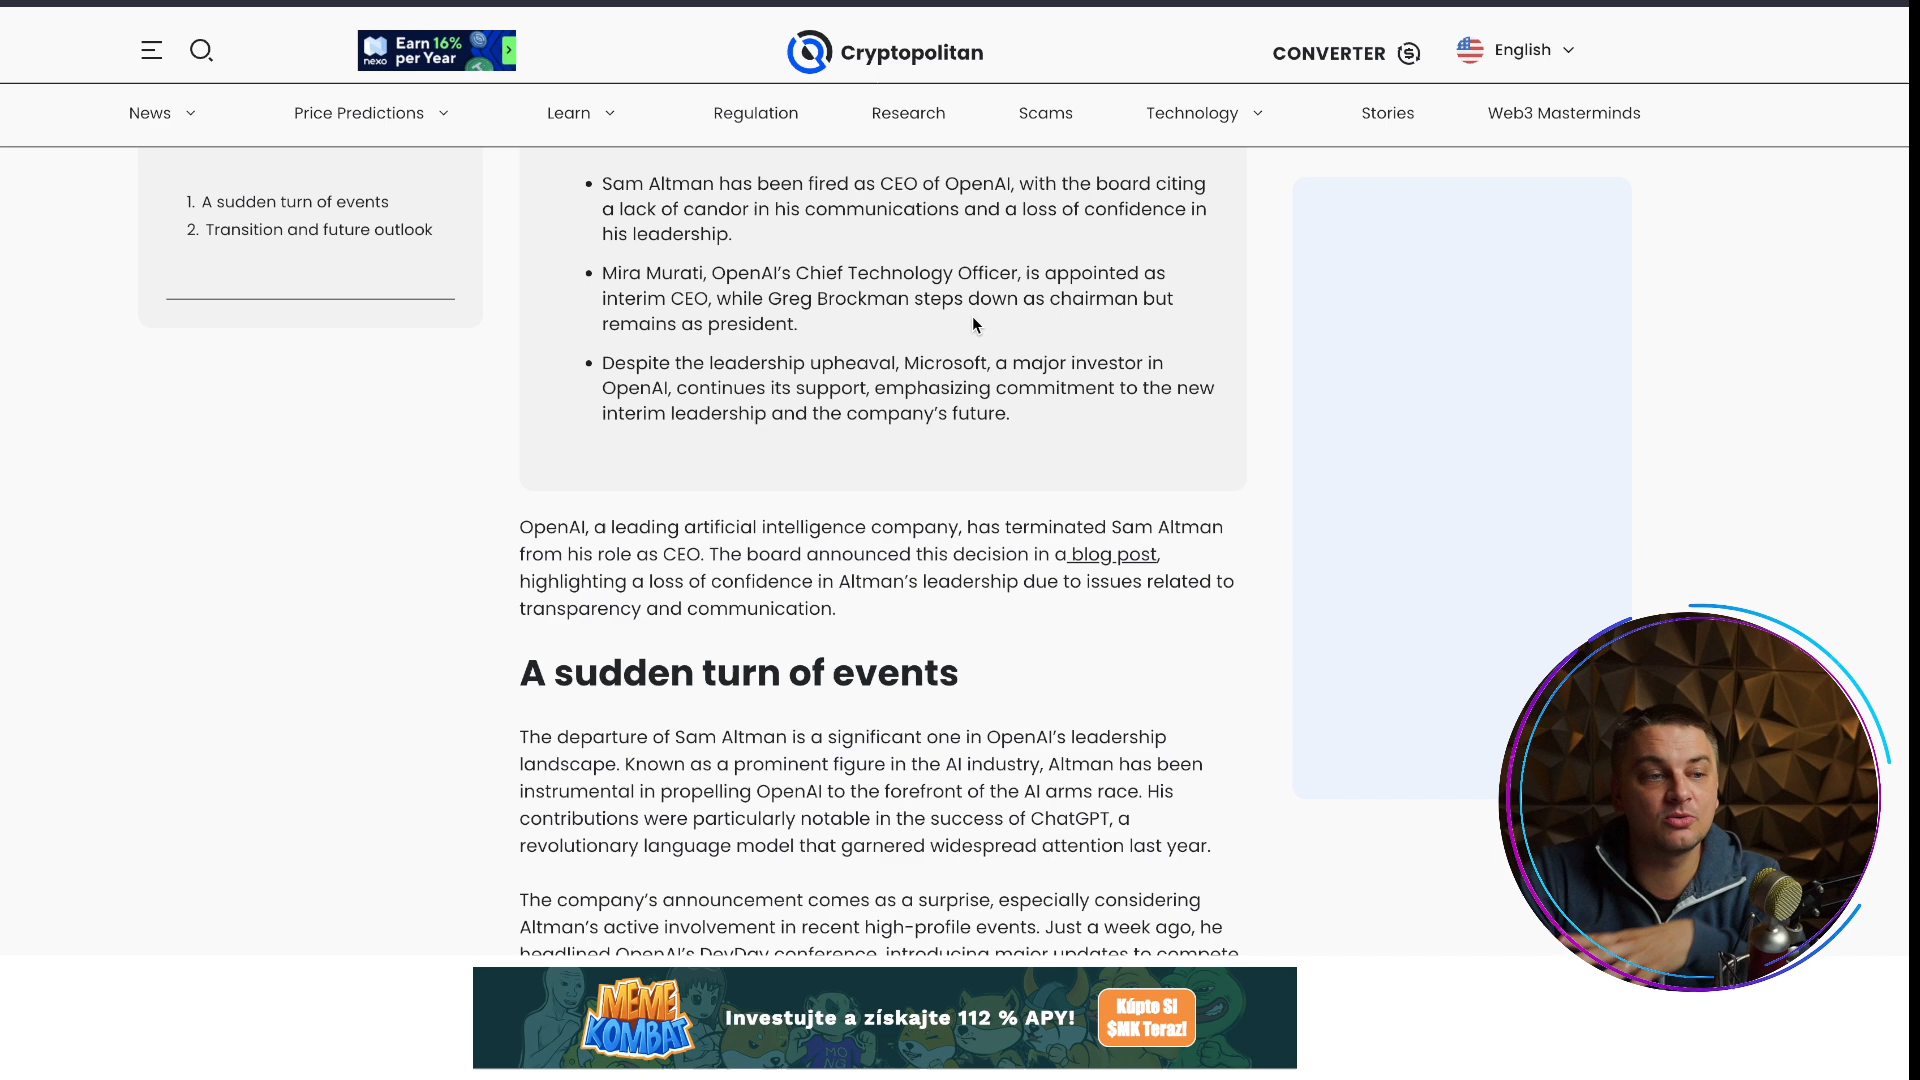 nexo
Earn 16%
per Year
Cryptopolitan
CONVERTER
English
News
Price Predictions
Learn
Regulation
Research
Scams
Technology
Stories
Web3 Masterminds
1. A sudden turn of events
2. Transition and future outlook
• Sam Altman has been fired as CEO of OpenAI, with the board citing
a lack of candor in his communications and a loss of confidence in
his leadership.
• Mira Murati, OpenAI’s Chief Technology Officer, is appointed as
interim CEO, while Greg Brockman steps down as chairman but
remains as president.
• Despite the leadership upheaval, Microsoft, a major investor in
OpenAI, continues its support, emphasizing commitment to the new
interim leadership and the company’s future.
OpenAI, a leading artificial intelligence company, has terminated Sam Altman
from his role as CEO. The board announced this decision in a blog post,
highlighting a loss of confidence in Altman’s leadership due to issues related to
transparency and communication.
A sudden turn of events
The departure of Sam Altman is a significant one in OpenAI’s leadership
landscape. Known as a prominent figure in the AI industry, Altman has been
instrumental in propelling OpenAI to the forefront of the AI arms race. His
contributions were particularly notable in the success of ChatGPT, a
revolutionary language model that garnered widespread attention last year.
The company’s announcement comes as a surprise, especially considering
Altman’s active involvement in recent high-profile events. Just a week ago, he
headlined OpenAI’s DevDay conference, introducing major updates to compete
MEME
KOMBAT
Investujte a získajte 112 % APY!
Kúpte SI
$MK Teraz!